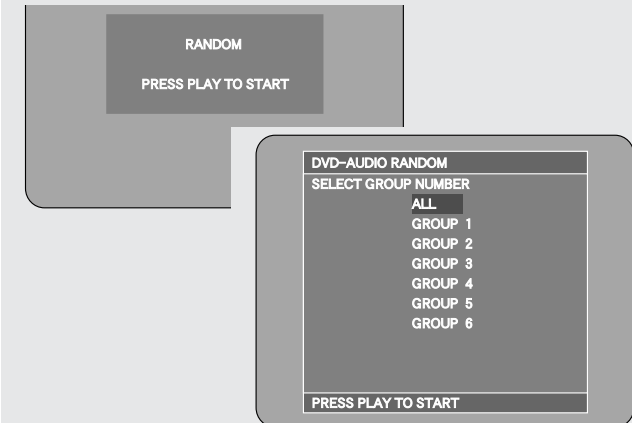 RANDOM
PRESS PLAY TO START
DVD-AUDIO RANDOM
SELECT GROUP NUMBER
ALL
GROUP 1
GROUP 2
GROUP 3
GROUP 4
GROUP 5
GROUP 6
PRESS PLAY TO START